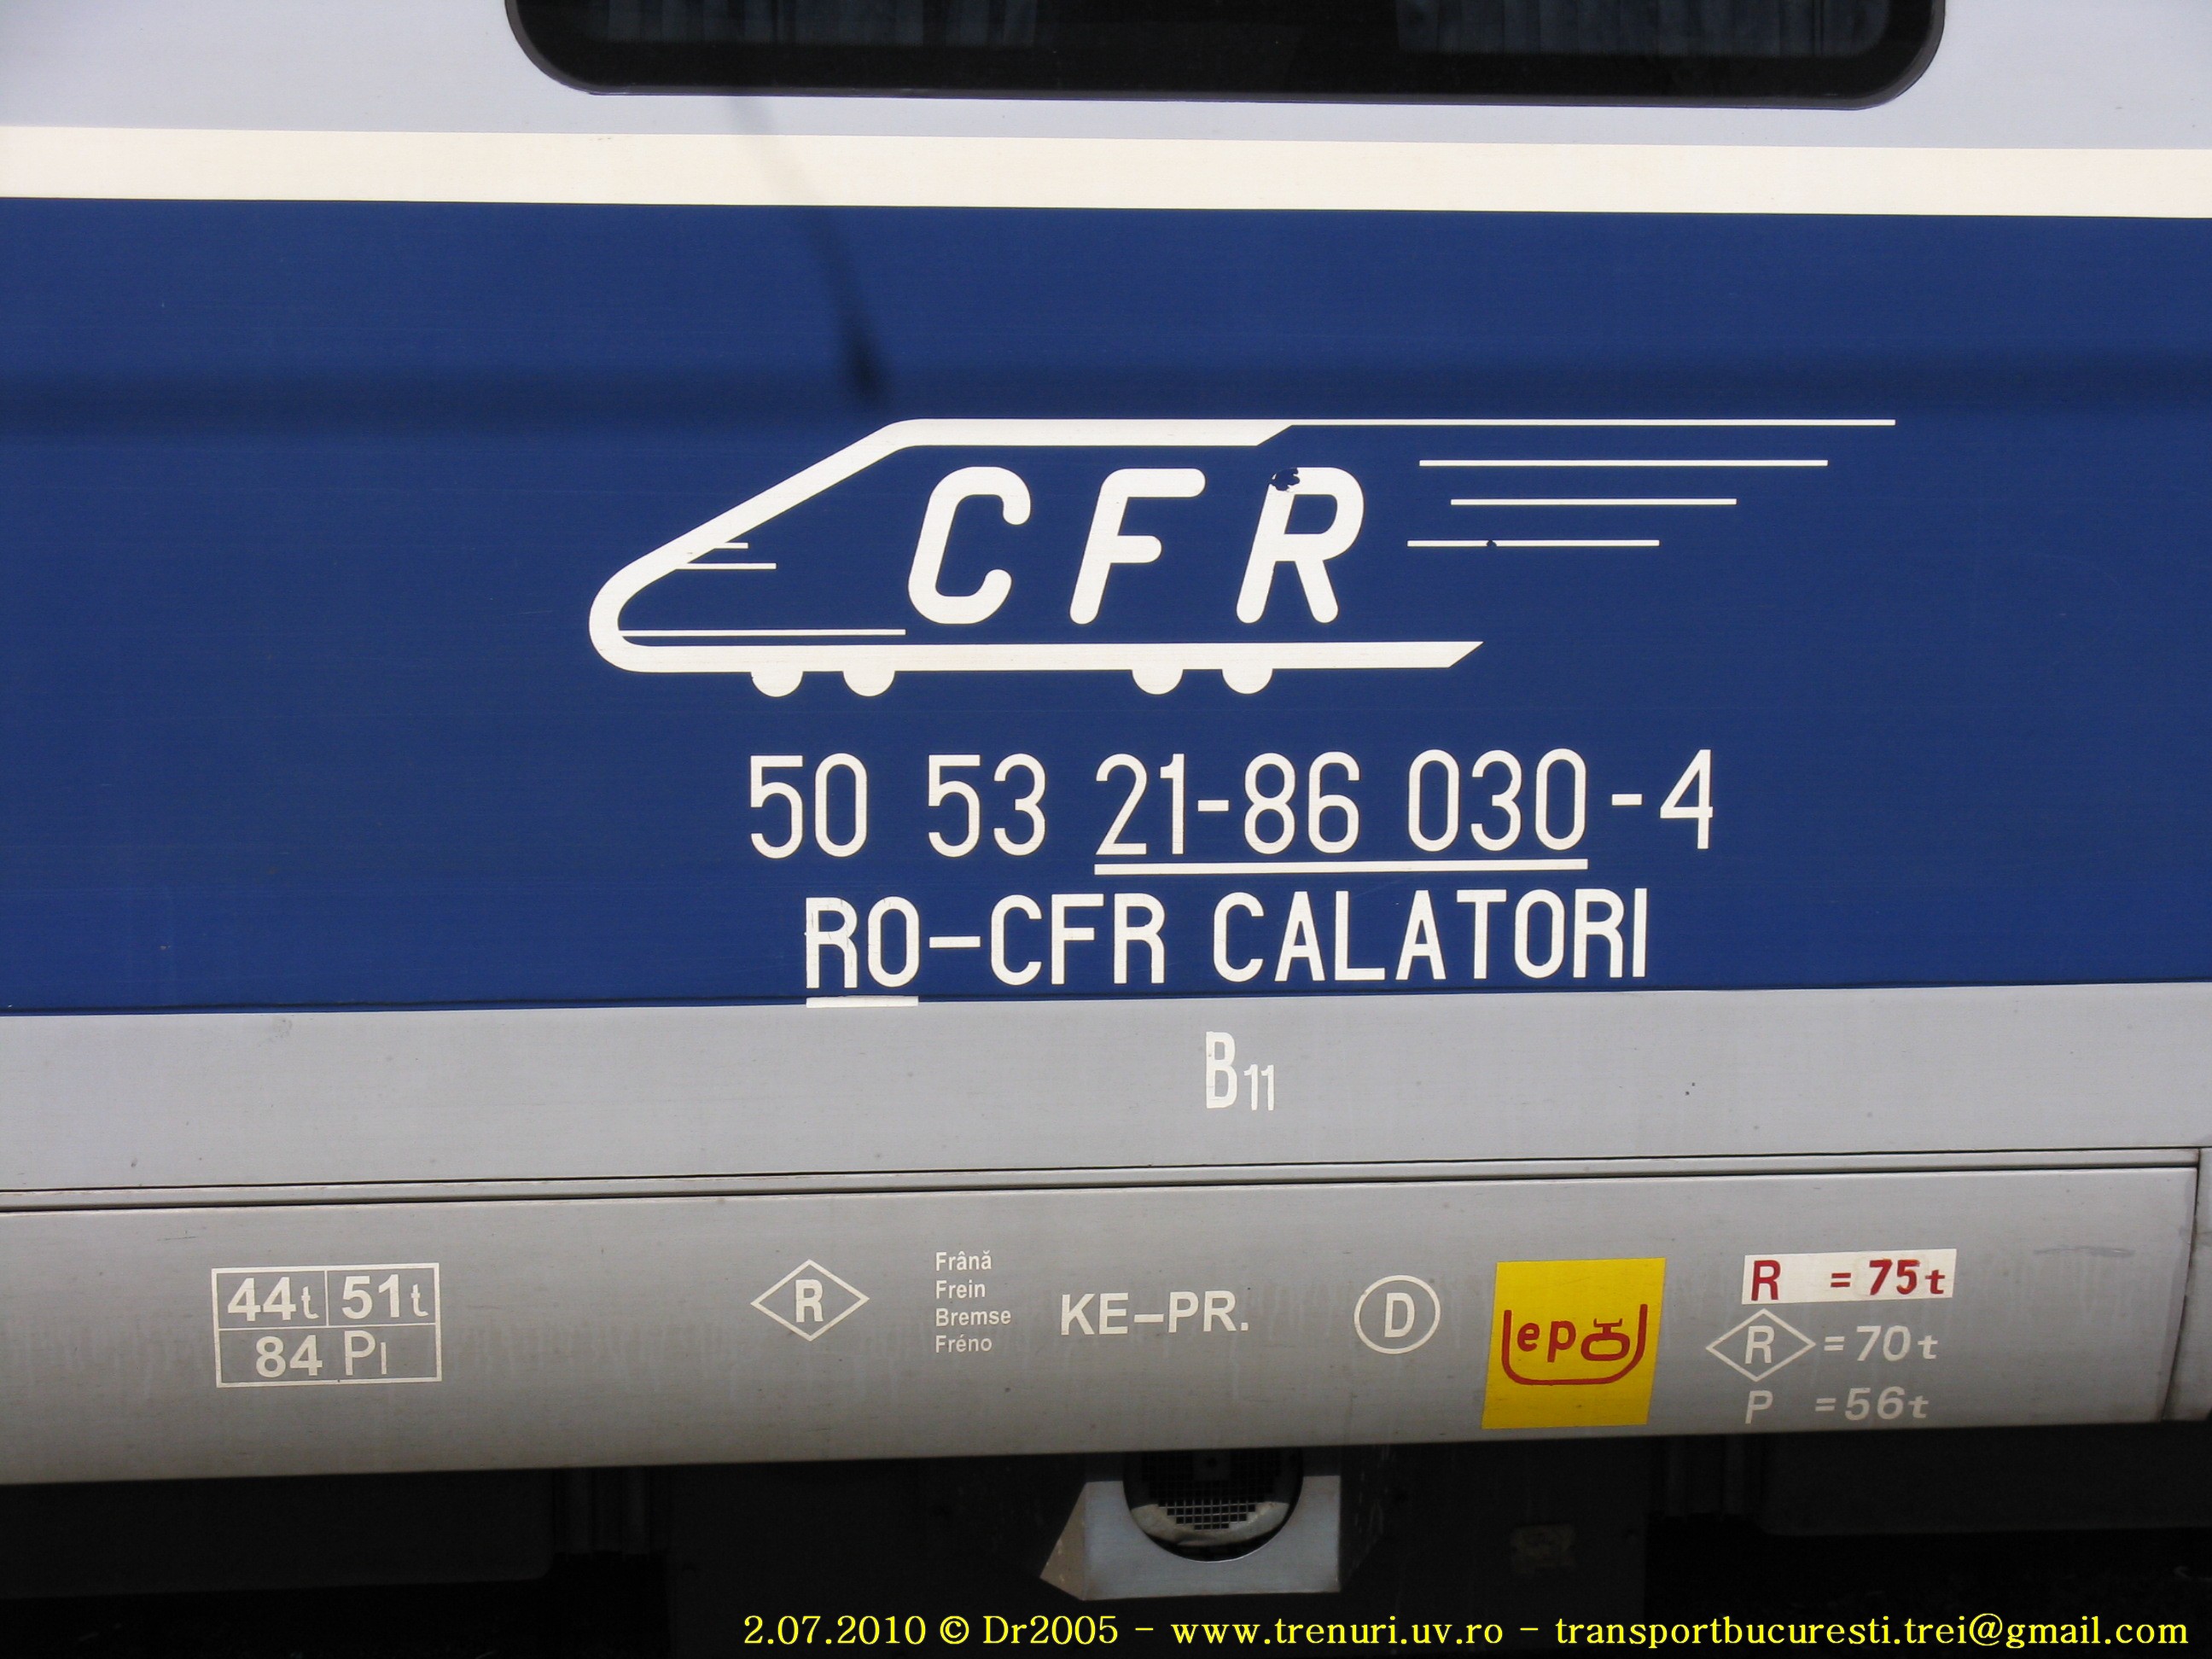 CFR
50 53 21-86 030-4
RO-CFR CALATORI
B11
44t 51t
84 Pl
R
Frână
Frein
Bremse
Fréno
KE-PR.
D
ep
R = 75t
R = 70t
P = 56t
2.07.2010 © Dr2005 - www.trenuri.uv.ro - transportbucuresti.trei@gmail.com